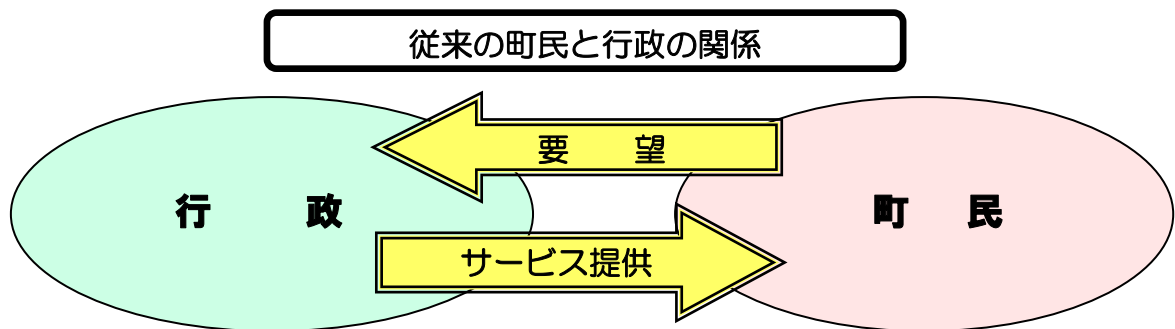 従来の町民と行政の関係
要　　望
行　　　政
町　民
サービス提供